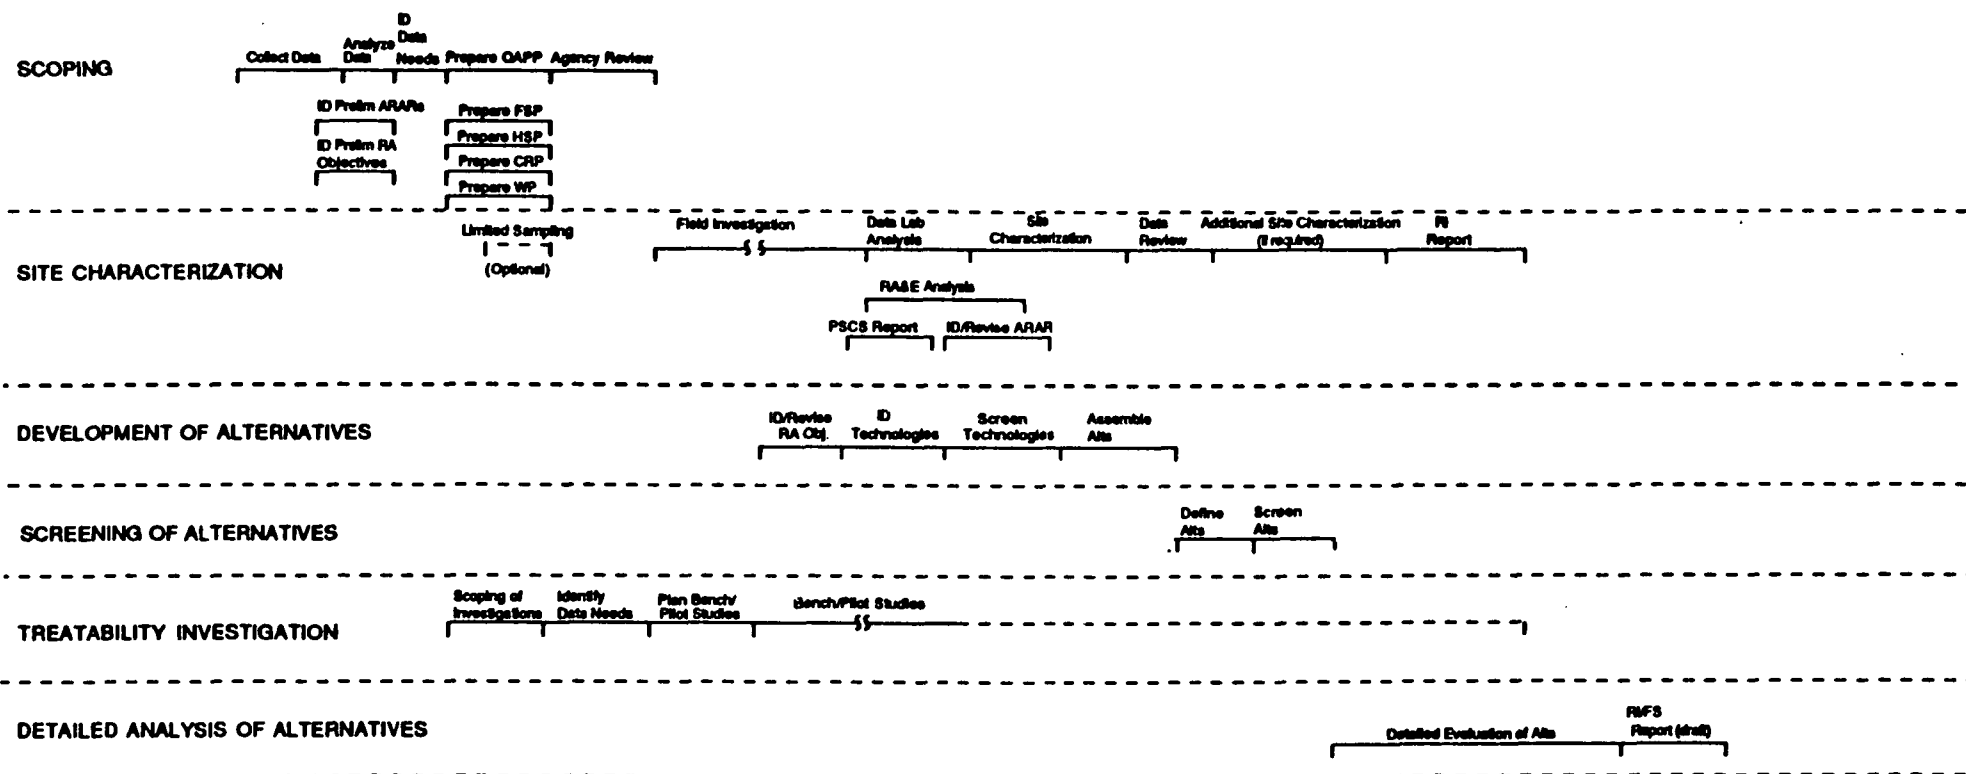 SCOPING
Collect Data
Analyze
Data
ID
Data
Needs
Prepare QAPP
Agency Review
ID Prelim ARARs
ID Prelim RA
Objectives
Prepare FSP
Prepare HSP
Prepare CRP
Prepare WP
SITE CHARACTERIZATION
Limited Sampling
(Optional)
Field Investigation
Data Lab
Analysis
Site
Characterization
Data
Review
Additional Site Characterization
(if required)
RI
Report
RA&E Analysis
PSCS Report
ID/Revise ARAR
DEVELOPMENT OF ALTERNATIVES
ID/Revise
RA Obj.
ID
Technologies
Screen
Technologies
Assemble
Alts
SCREENING OF ALTERNATIVES
Define
Alts
Screen
Alts
TREATABILITY INVESTIGATION
Scoping of
Investigations
Identify
Data Needs
Plan Bench/
Pilot Studies
Bench/Pilot Studies
DETAILED ANALYSIS OF ALTERNATIVES
Detailed Evaluation of Alts
RI/FS
Report (draft)